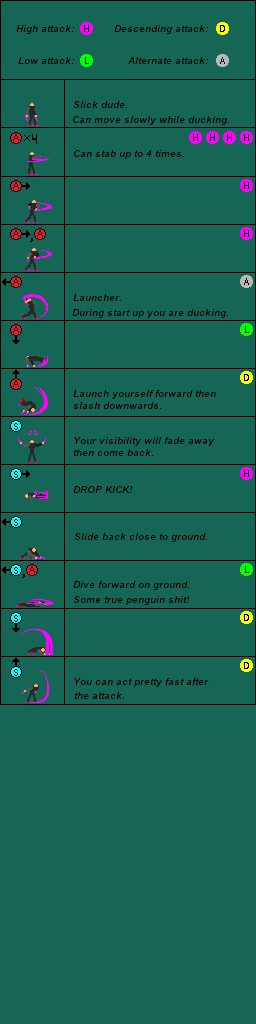 High attack: H Descending attack: D
Low attack: L Alternate attack: A
Slick dude.
Can move slowly while ducking.
A ×4 H H H H
Can stab up to 4 times.
A H
A , A H
A A
Launcher.
During start up you are ducking.
A L
A D
Launch yourself forward then
slash downwards.
S
Your visibility will fade away
then come back.
S H
DROP KICK!
S
Slide back close to ground.
S , A L
Dive forward on ground.
Some true penguin shit!
S D
S D
You can act pretty fast after
the attack.